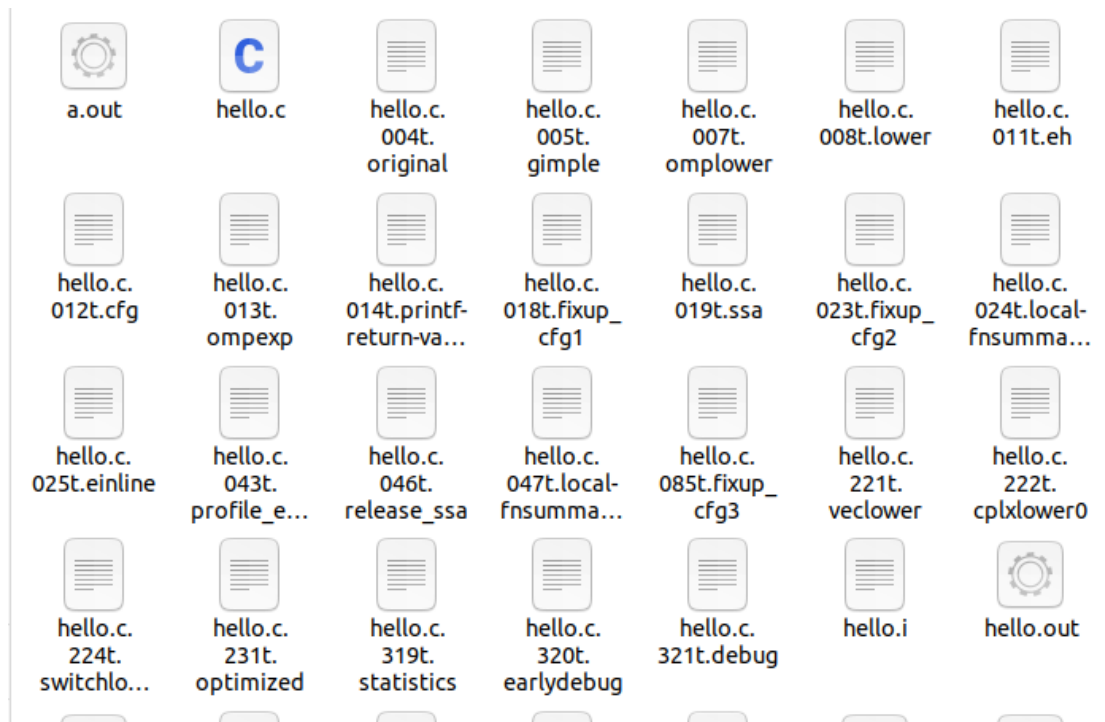 a.out
hello.c
hello.c.
004t.
original
hello.c.
005t.
gimple
hello.c.
007t.
omplower
hello.c.
008t.lower
hello.c.
011t.eh
hello.c.
012t.cfg
hello.c.
013t.
ompexp
hello.c.
014t.printf-
return-va...
hello.c.
018t.fixup_
cfg1
hello.c.
019t.ssa
hello.c.
023t.fixup_
cfg2
hello.c.
024t.local-
fnsumma...
hello.c.
025t.einline
hello.c.
043t.
profile_e...
hello.c.
046t.
release_ssa
hello.c.
047t.local-
fnsumma...
hello.c.
085t.fixup_
cfg3
hello.c.
221t.
veclower
hello.c.
222t.
cplxlower0
hello.c.
224t.
switchlo...
hello.c.
231t.
optimized
hello.c.
319t.
statistics
hello.c.
320t.
earlydebug
hello.c.
321t.debug
hello.i
hello.out